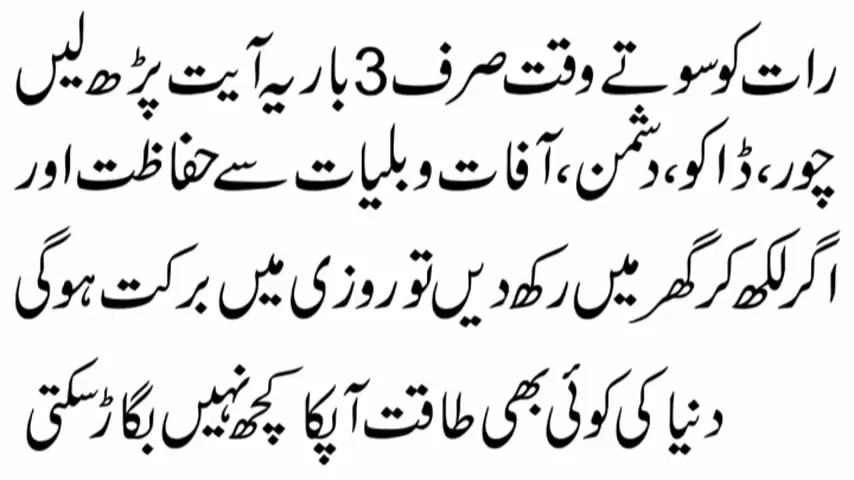 رات کو سوتے وقت صرف 3 بار یہ آیت پڑھ لیں
چور، ڈاکو، دشمن، آفات و بلیات سے حفاظت اور
اگر لکھ کر گھر میں رکھ دیں تو روزی میں برکت ہوگی
دنیا کی کوئی بھی طاقت آپکا کچھ نہیں بگاڑ سکتی